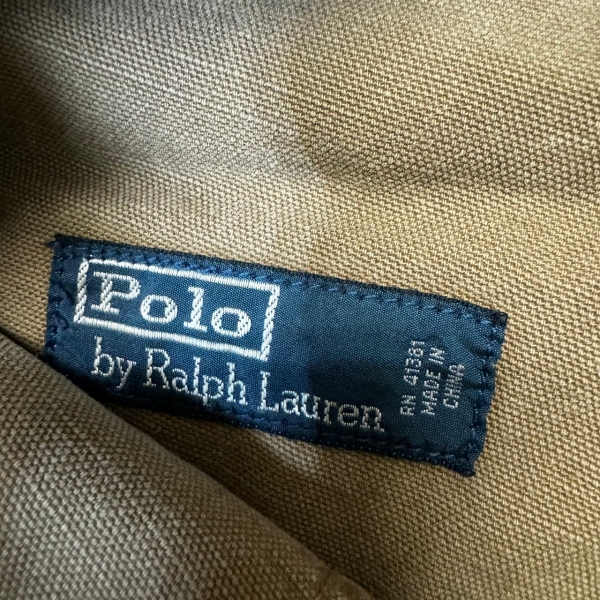 Polo
by Ralph Lauren
RN 41381
MADE IN
CHINA